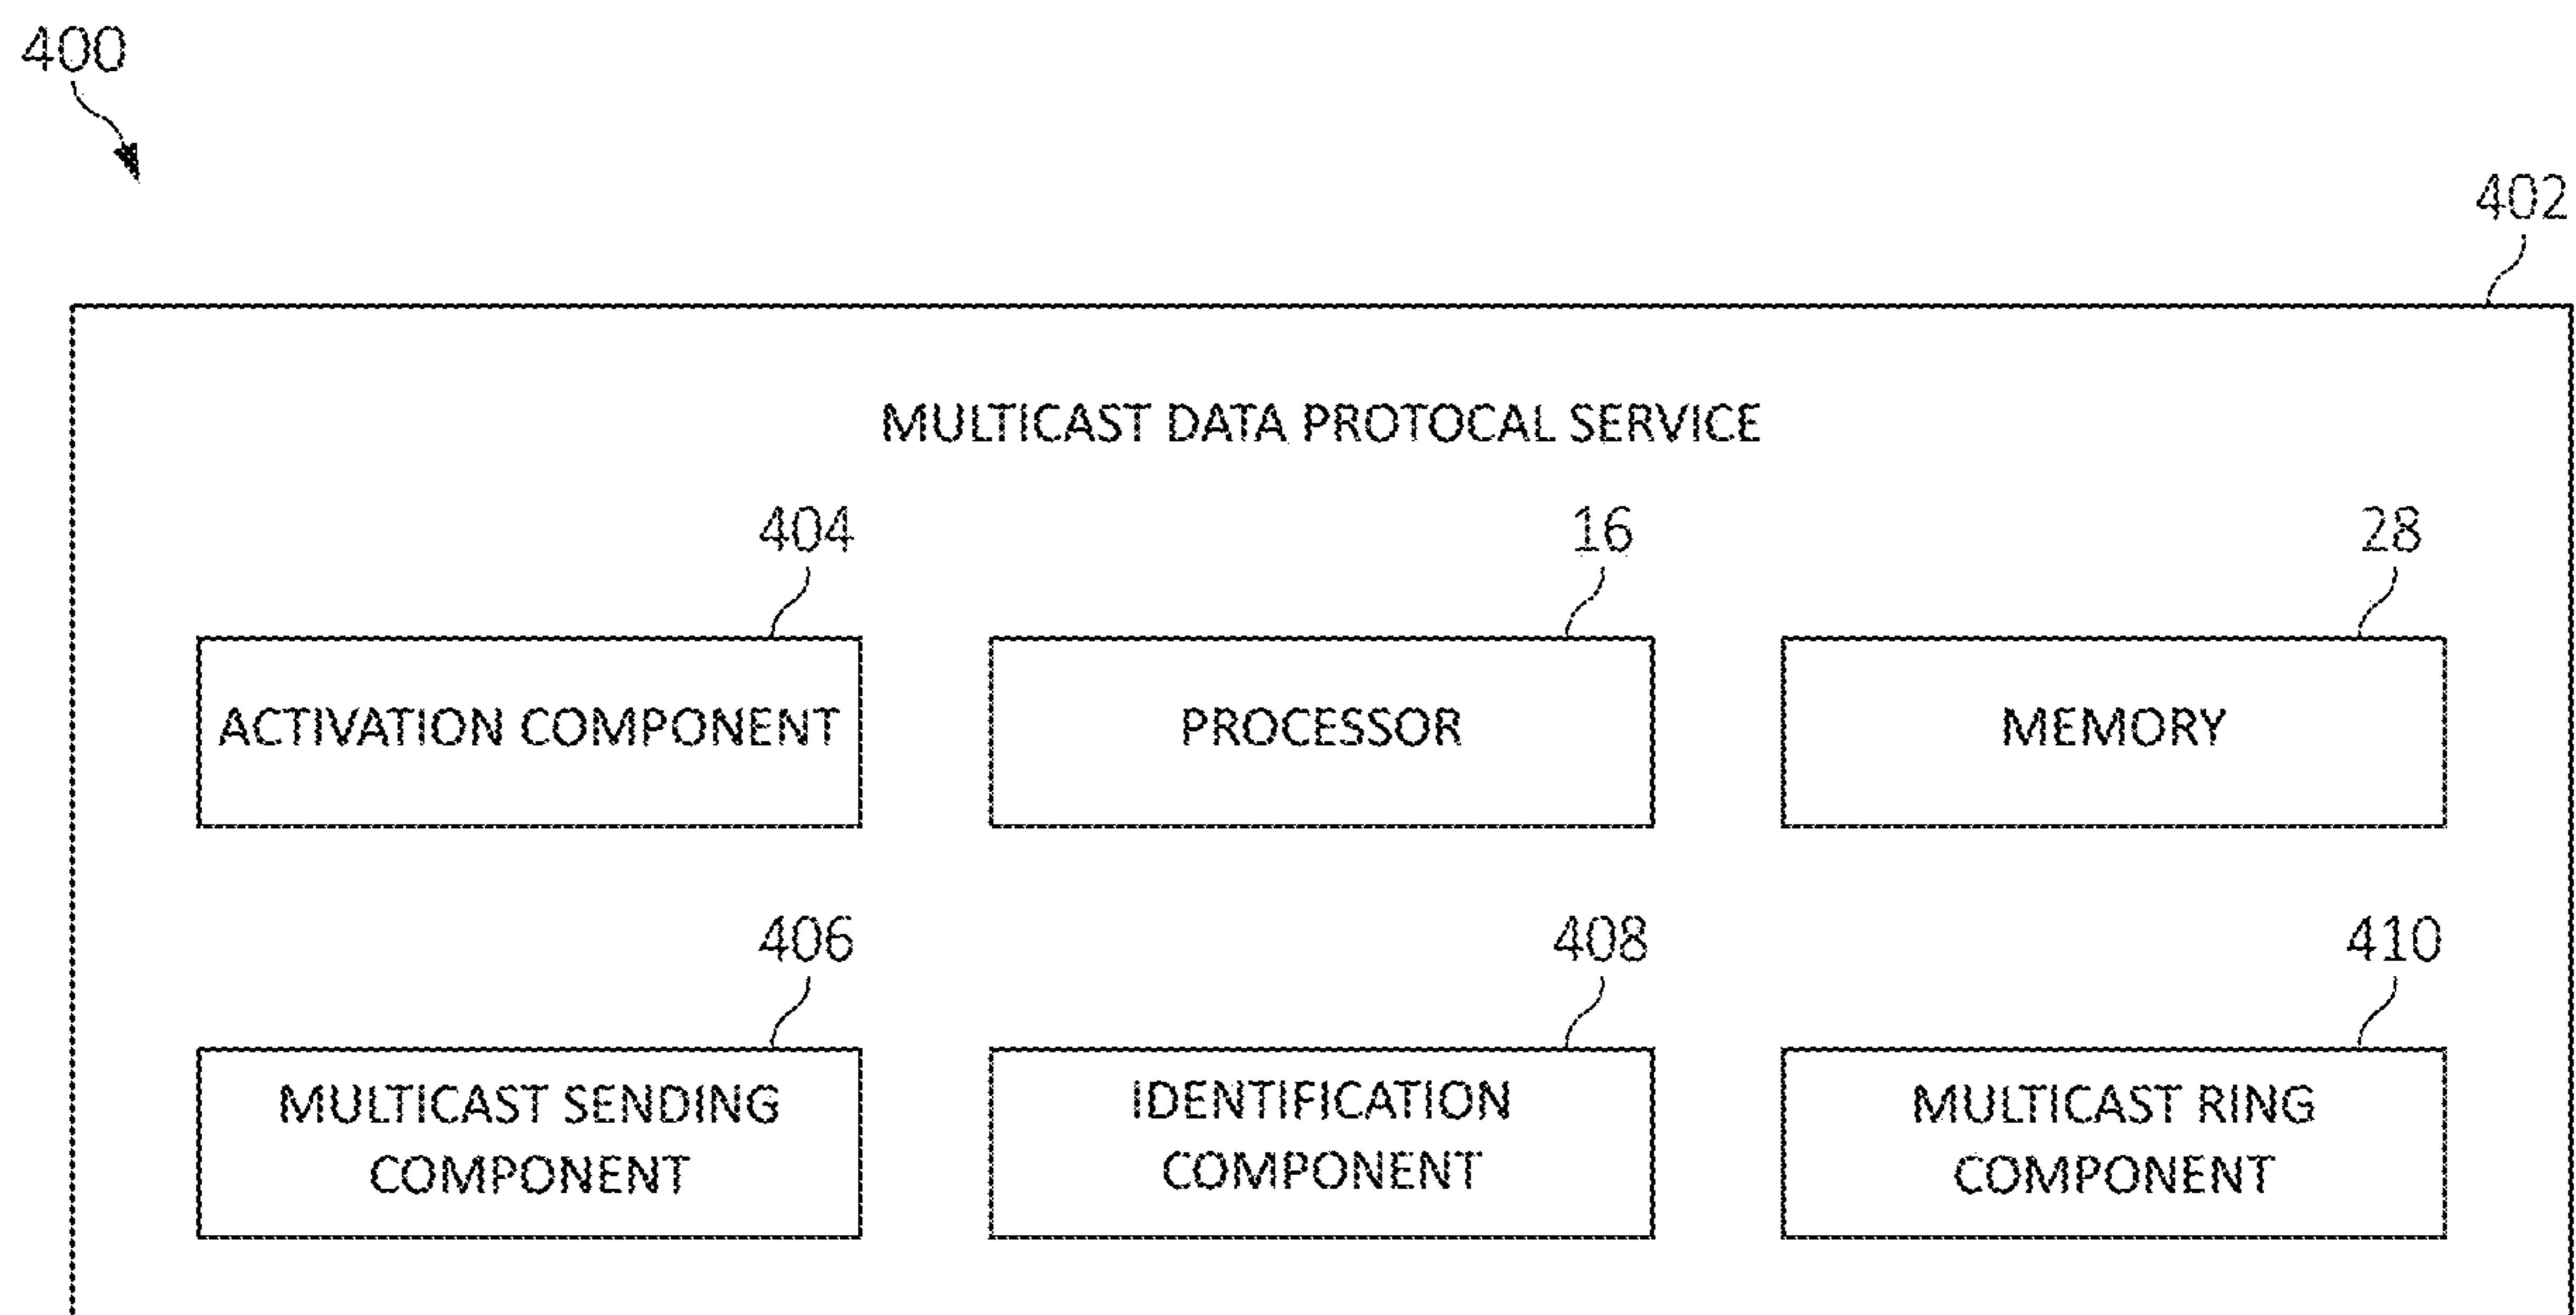 400
402
MULTICAST DATA PROTOCAL SERVICE
404
16
28
ACTIVATION COMPONENT
PROCESSOR
MEMORY
406
408
410
MULTICAST SENDING
COMPONENT
IDENTIFICATION
COMPONENT
MULTICAST RING
COMPONENT